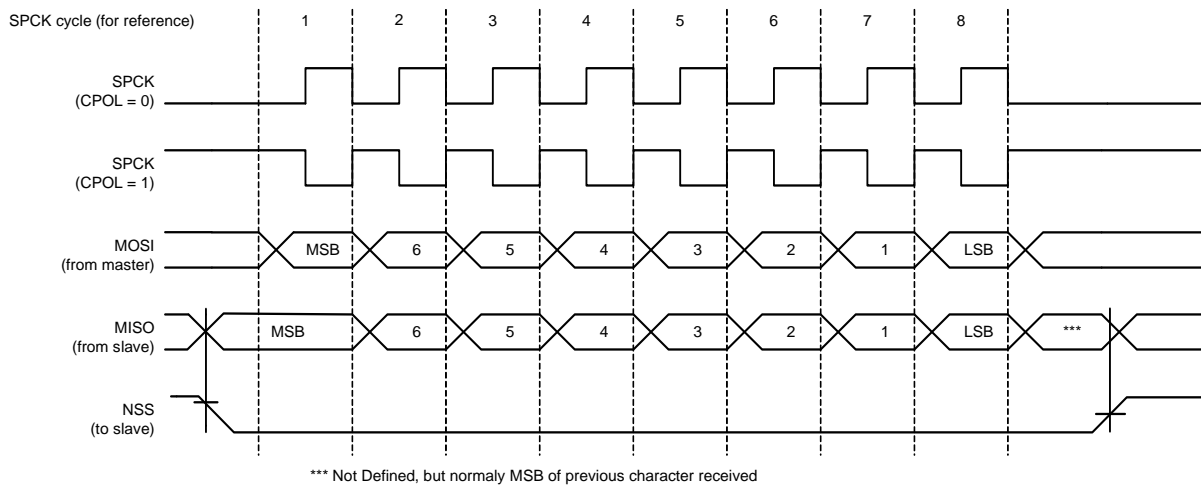 SPCK cycle (for reference) 1 2 3 4 5 6 7 8
SPCK
(CPOL = 0)
SPCK
(CPOL = 1)
MOSI
(from master)
MSB 6 5 4 3 2 1 LSB
MISO
(from slave)
MSB 6 5 4 3 2 1 LSB ***
NSS
(to slave)
*** Not Defined, but normaly MSB of previous character received